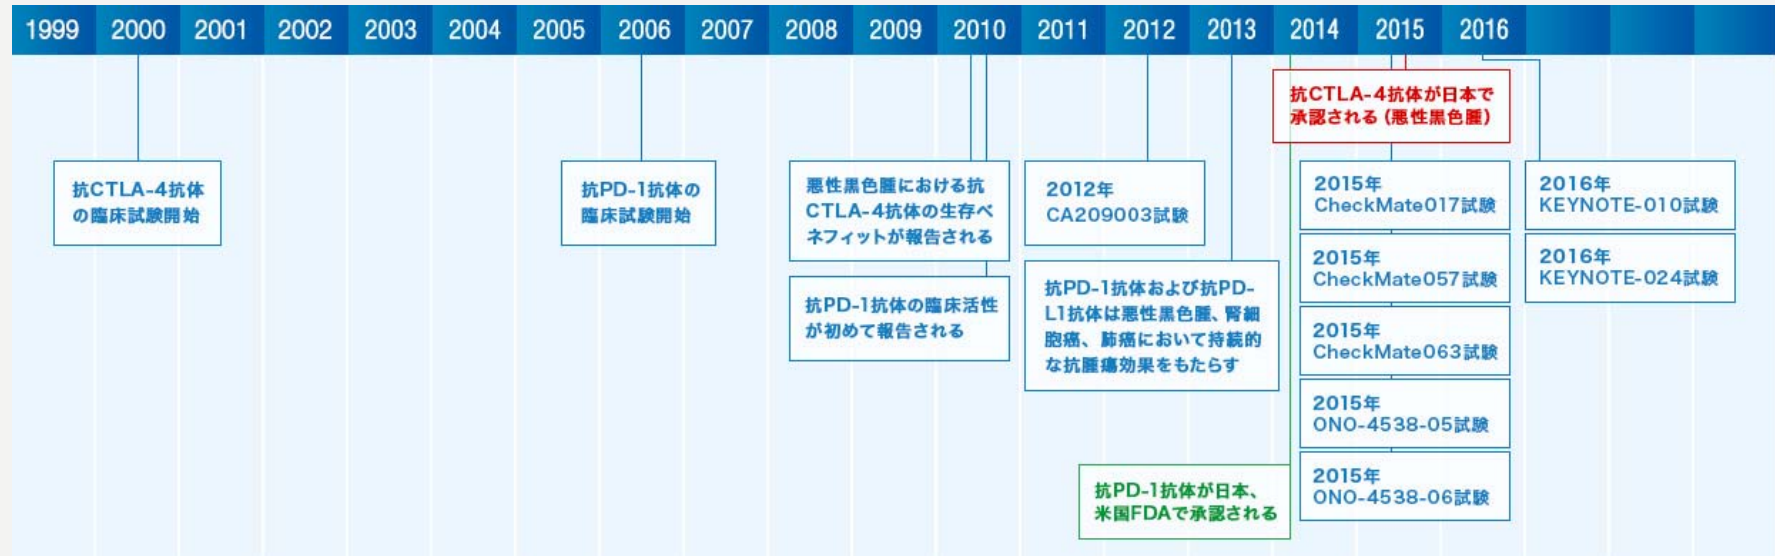 1999 2000 2001 2002 2003 2004 2005 2006 2007 2008 2009 2010 2011 2012 2013 2014 2015 2016
抗CTLA-4抗体
の臨床試験開始
抗PD-1抗体の
臨床試験開始
悪性黒色腫における抗
CTLA-4抗体の生存ベ
ネフィットが報告される
抗PD-1抗体の臨床活性
が初めて報告される
2012年
CA209003試験
抗PD-1抗体および抗PD-
L1抗体は悪性黒色腫、腎細
胞癌、肺癌において持続的
な抗腫瘍効果をもたらす
抗PD-1抗体が日本、
米国FDAで承認される
抗CTLA-4抗体が日本で
承認される（悪性黒色腫）
2015年
CheckMate017試験
2015年
CheckMate057試験
2015年
CheckMate063試験
2015年
ONO-4538-05試験
2015年
ONO-4538-06試験
2016年
KEYNOTE-010試験
2016年
KEYNOTE-024試験